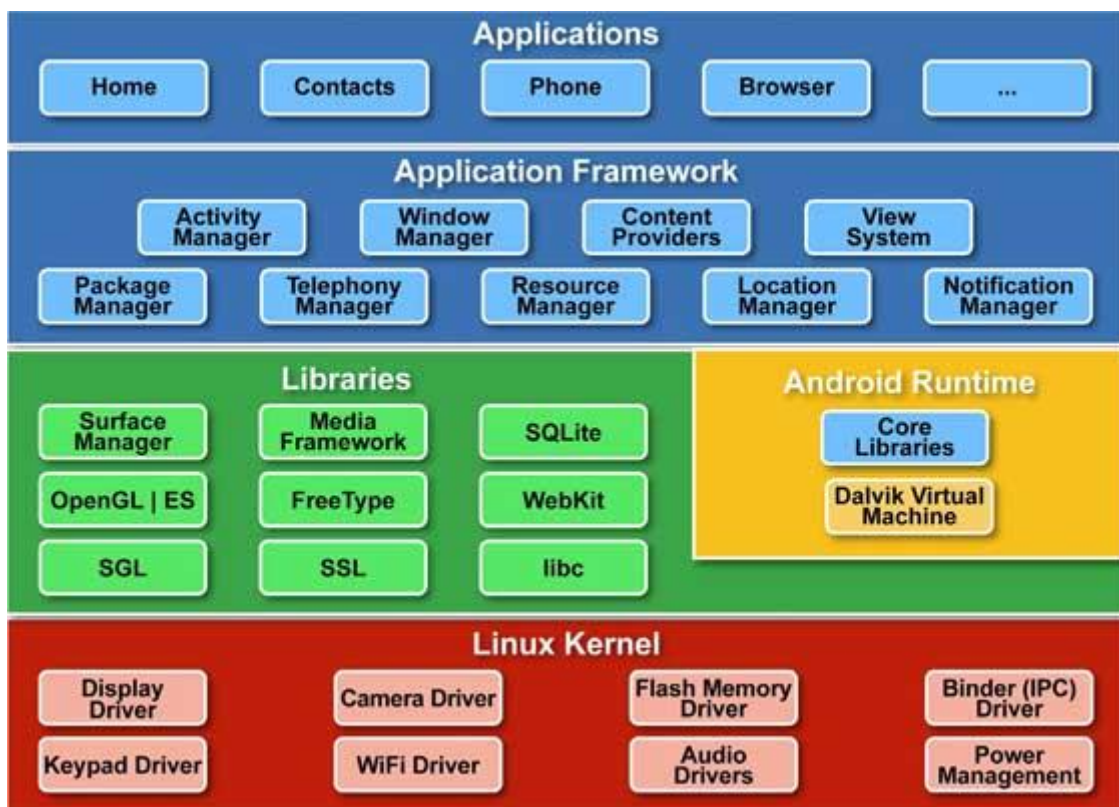 Applications
Home
Contacts
Phone
Browser
...
Application Framework
Activity
Manager
Window
Manager
Content
Providers
View
System
Package
Manager
Telephony
Manager
Resource
Manager
Location
Manager
Notification
Manager
Libraries
Surface
Manager
Media
Framework
SQLite
OpenGL | ES
FreeType
WebKit
SGL
SSL
libc
Android Runtime
Core
Libraries
Dalvik Virtual
Machine
Linux Kernel
Display
Driver
Camera Driver
Flash Memory
Driver
Binder (IPC)
Driver
Keypad Driver
WiFi Driver
Audio
Drivers
Power
Management